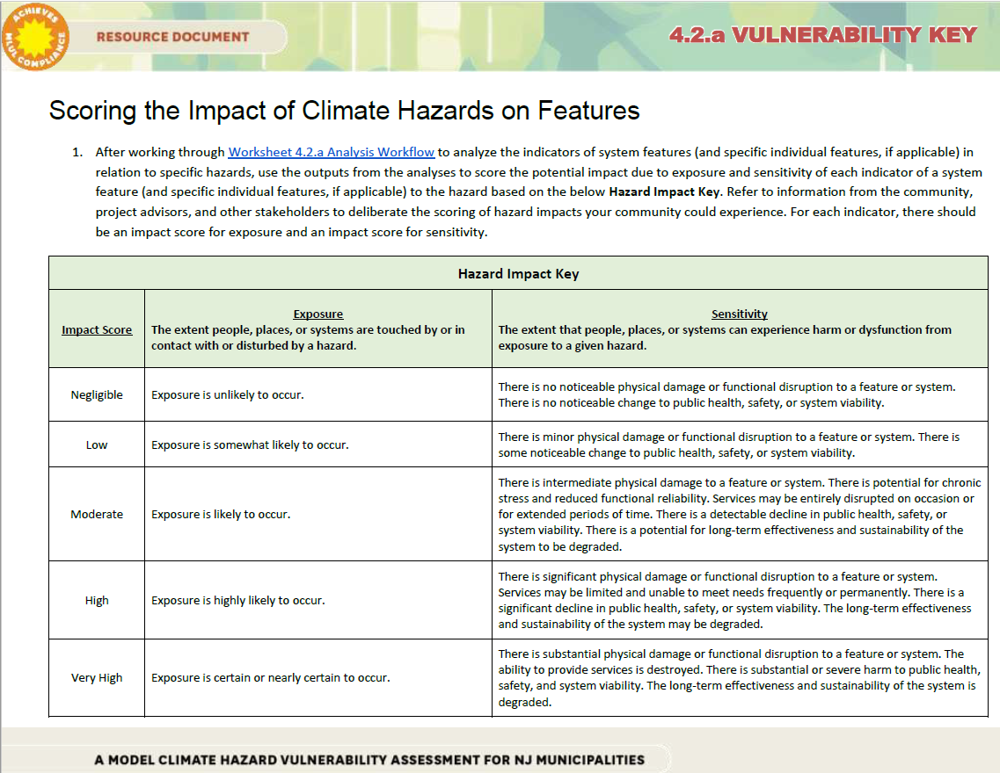 ACHIEVES
MLUL COMPLIANCE
RESOURCE DOCUMENT
4.2.a VULNERABILITY KEY
Scoring the Impact of Climate Hazards on Features
1. After working through Worksheet 4.2.a Analysis Workflow to analyze the indicators of system features (and specific individual features, if applicable) in
relation to specific hazards, use the outputs from the analyses to score the potential impact due to exposure and sensitivity of each indicator of a system
feature (and specific individual features, if applicable) to the hazard based on the below Hazard Impact Key. Refer to information from the community,
project advisors, and other stakeholders to deliberate the scoring of hazard impacts your community could experience. For each indicator, there should
be an impact score for exposure and an impact score for sensitivity.
Hazard Impact Key
Impact Score
Exposure
The extent people, places, or systems are touched by or in
contact with or disturbed by a hazard.
Sensitivity
The extent that people, places, or systems can experience harm or dysfunction from
exposure to a given hazard.
Negligible
Exposure is unlikely to occur.
There is no noticeable physical damage or functional disruption to a feature or system.
There is no noticeable change to public health, safety, or system viability.
Low
Exposure is somewhat likely to occur.
There is minor physical damage or functional disruption to a feature or system. There is
some noticeable change to public health, safety, or system viability.
Moderate
Exposure is likely to occur.
There is intermediate physical damage to a feature or system. There is potential for chronic
stress and reduced functional reliability. Services may be entirely disrupted on occasion or
for extended periods of time. There is a detectable decline in public health, safety, or
system viability. There is a potential for long-term effectiveness and sustainability of the
system to be degraded.
High
Exposure is highly likely to occur.
There is significant physical damage or functional disruption to a feature or system.
Services may be limited and unable to meet needs frequently or permanently. There is a
significant decline in public health, safety, or system viability. The long-term effectiveness
and sustainability of the system may be degraded.
Very High
Exposure is certain or nearly certain to occur.
There is substantial physical damage or functional disruption to a feature or system. The
ability to provide services is destroyed. There is substantial or severe harm to public health,
safety, and system viability. The long-term effectiveness and sustainability of the system is
degraded.
A MODEL CLIMATE HAZARD VULNERABILITY ASSESSMENT FOR NJ MUNICIPALITIES